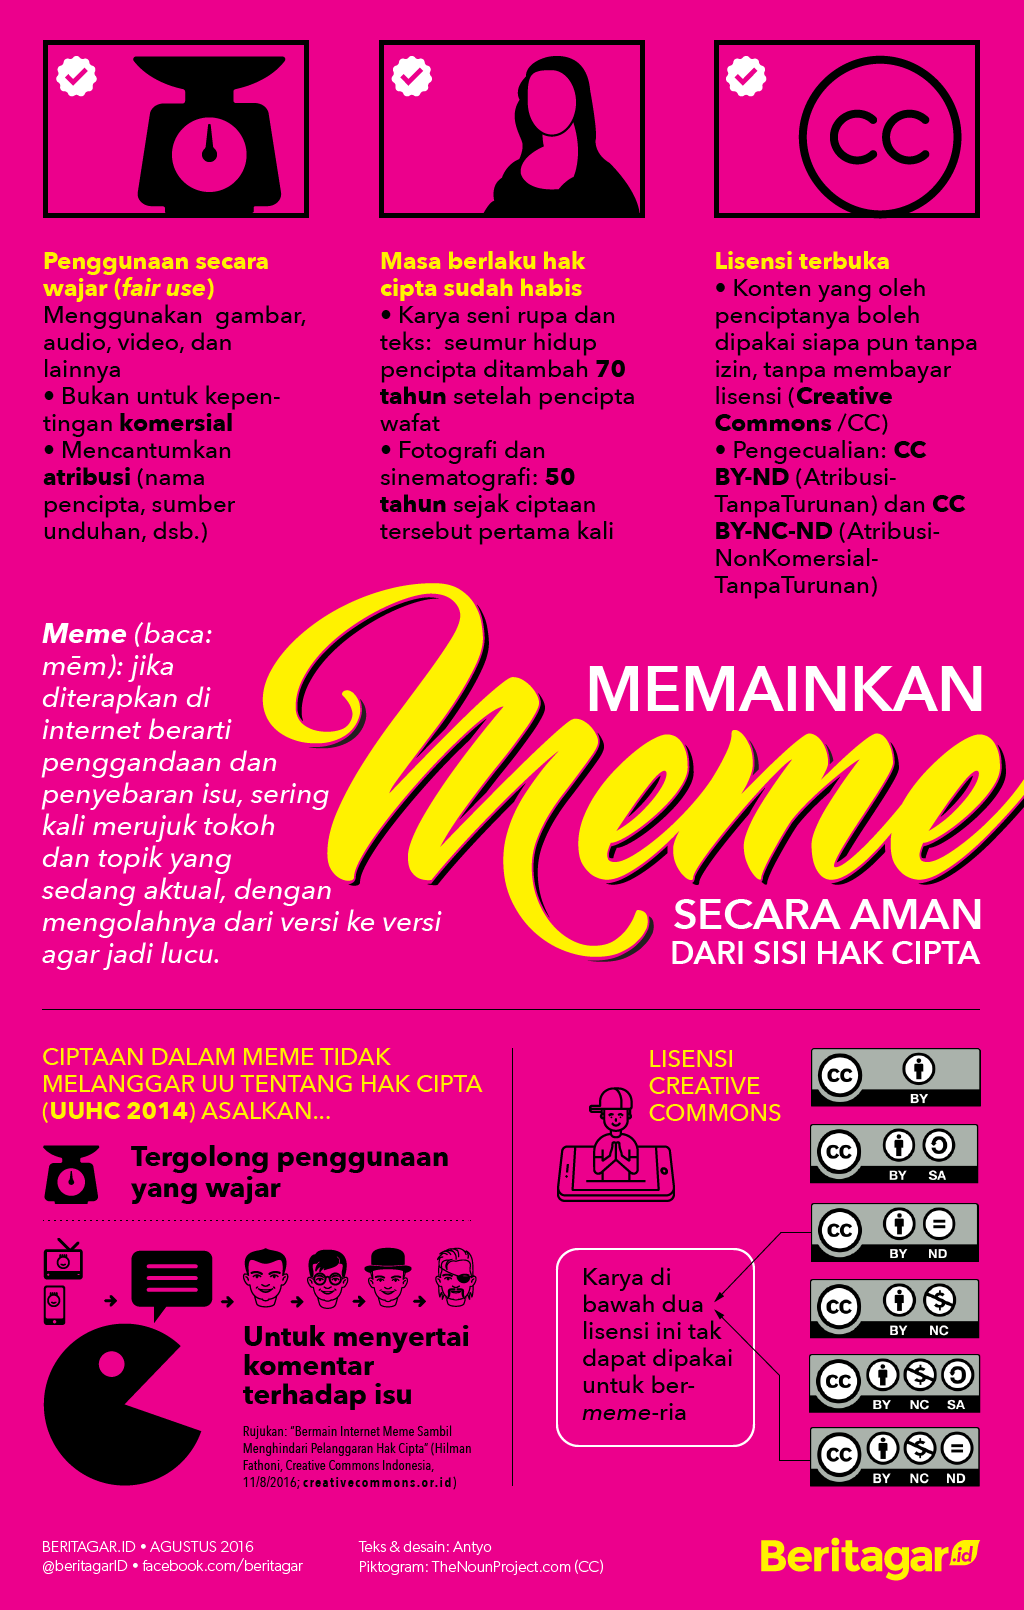 CC
Penggunaan secara
wajar (fair use)
Menggunakan gambar,
audio, video, dan
lainnya
• Bukan untuk kepen-
tingan komersial
• Mencantumkan
atribusi (nama
pencipta, sumber
unduhan, dsb.)
Masa berlaku hak
cipta sudah habis
• Karya seni rupa dan
teks: seumur hidup
pencipta ditambah 70
tahun setelah pencipta
wafat
• Fotografi dan
sinematografi: 50
tahun sejak ciptaan
tersebut pertama kali
Lisensi terbuka
• Konten yang oleh
penciptanya boleh
dipakai siapa pun tanpa
izin, tanpa membayar
lisensi (Creative
Commons /CC)
• Pengecualian: CC
BY-ND (Atribusi-
TanpaTurunan) dan CC
BY-NC-ND (Atribusi-
NonKomersial-
TanpaTurunan)
Meme (baca:
mēm): jika
diterapkan di
internet berarti
penggandaan dan
penyebaran isu, sering
kali merujuk tokoh
dan topik yang
sedang aktual, dengan
mengolahnya dari versi ke versi
agar jadi lucu.
MEMAINKAN
Meme
SECARA AMAN
DARI SISI HAK CIPTA
CIPTAAN DALAM MEME TIDAK
MELANGGAR UU TENTANG HAK CIPTA
(UUHC 2014) ASALKAN...
Tergolong penggunaan
yang wajar
Untuk menyertai
komentar
terhadap isu
Rujukan: "Bermain Internet Meme Sambil
Menghindari Pelanggaran Hak Cipta" (Hilman
Fathoni, Creative Commons Indonesia,
11/8/2016; creativecommons.or.id)
LISENSI
CREATIVE
COMMONS
Karya di
bawah dua
lisensi ini tak
dapat dipakai
untuk ber-
meme-ria
CC
BY
CC
BY SA
CC
BY ND
CC
BY NC
CC
BY NC SA
CC
BY NC ND
BERITAGAR.ID • AGUSTUS 2016
@beritagarID • facebook.com/beritagar
Teks & desain: Antyo
Piktogram: TheNounProject.com (CC)
Beritagar.id